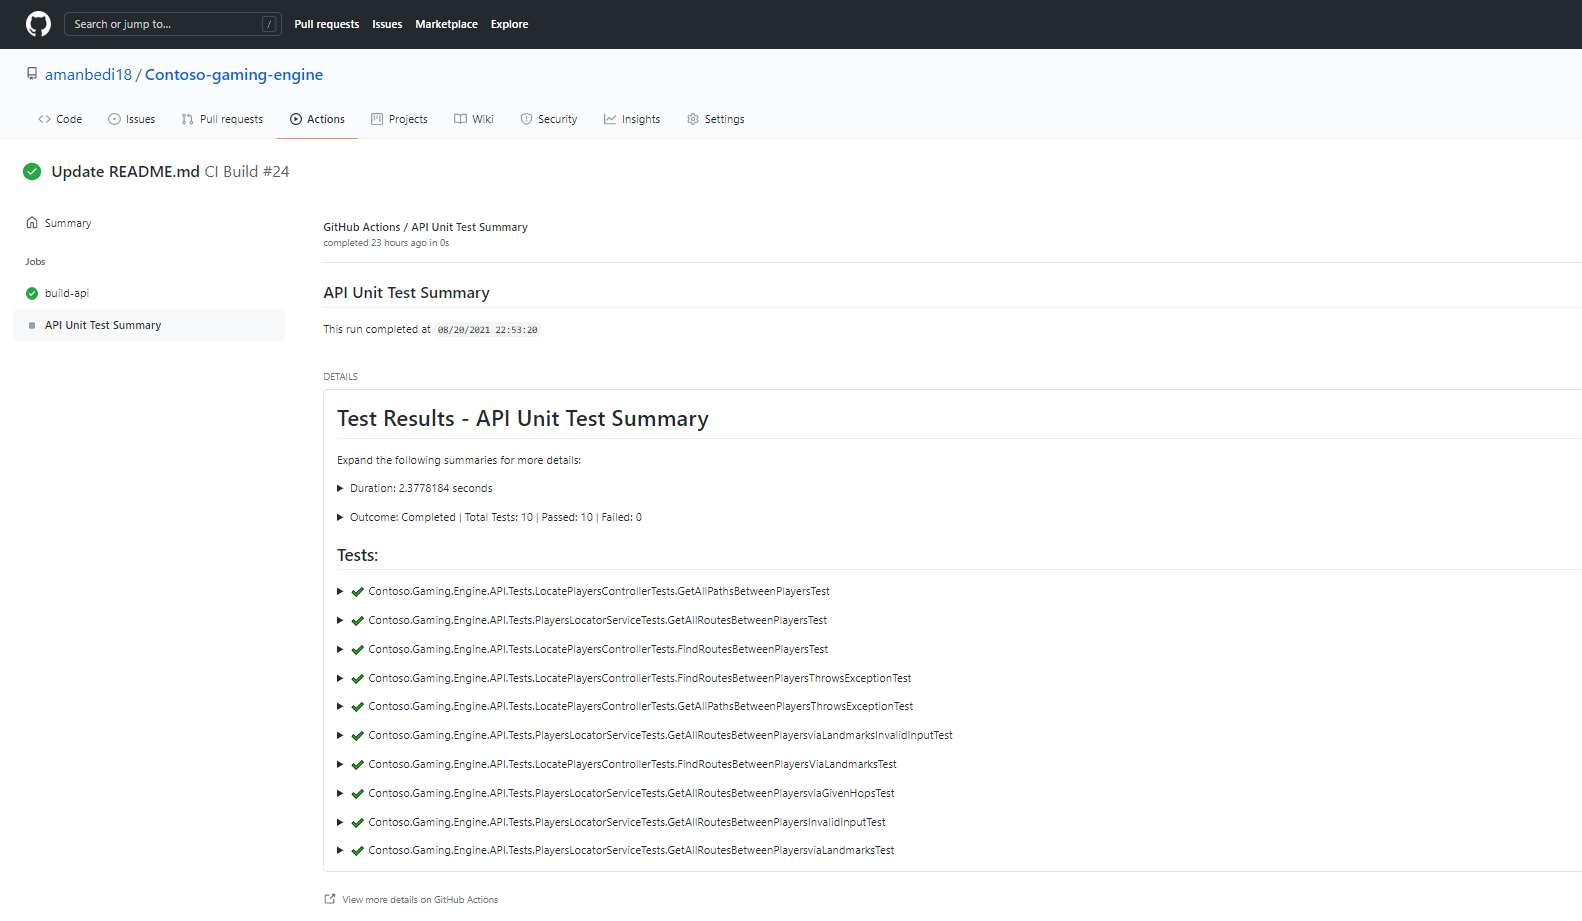 Search or jump to... /
Pull requests Issues Marketplace Explore
amanbedi18 / Contoso-gaming-engine
Code Issues Pull requests Actions Projects Wiki Security Insights Settings
Update README.md CI Build #24
Summary
Jobs
build-api
API Unit Test Summary
GitHub Actions / API Unit Test Summary
completed 23 hours ago in 0s
API Unit Test Summary
This run completed at 08/20/2021 22:53:20
DETAILS
Test Results - API Unit Test Summary
Expand the following summaries for more details:
Duration: 2.3778184 seconds
Outcome: Completed | Total Tests: 10 | Passed: 10 | Failed: 0
Tests:
Contoso.Gaming.Engine.API.Tests.LocatePlayersControllerTests.GetAllPathsBetweenPlayersTest
Contoso.Gaming.Engine.API.Tests.PlayersLocatorServiceTests.GetAllRoutesBetweenPlayersTest
Contoso.Gaming.Engine.API.Tests.LocatePlayersControllerTests.FindRoutesBetweenPlayersTest
Contoso.Gaming.Engine.API.Tests.LocatePlayersControllerTests.FindRoutesBetweenPlayersThrowsExceptionTest
Contoso.Gaming.Engine.API.Tests.LocatePlayersControllerTests.GetAllPathsBetweenPlayersThrowsExceptionTest
Contoso.Gaming.Engine.API.Tests.PlayersLocatorServiceTests.GetAllRoutesBetweenPlayersviaLandmarksInvalidInputTest
Contoso.Gaming.Engine.API.Tests.LocatePlayersControllerTests.FindRoutesBetweenPlayersViaLandmarksTest
Contoso.Gaming.Engine.API.Tests.PlayersLocatorServiceTests.GetAllRoutesBetweenPlayersviaGivenHopsTest
Contoso.Gaming.Engine.API.Tests.PlayersLocatorServiceTests.GetAllRoutesBetweenPlayersInvalidInputTest
Contoso.Gaming.Engine.API.Tests.PlayersLocatorServiceTests.GetAllRoutesBetweenPlayersviaLandmarksTest
View more details on GitHub Actions